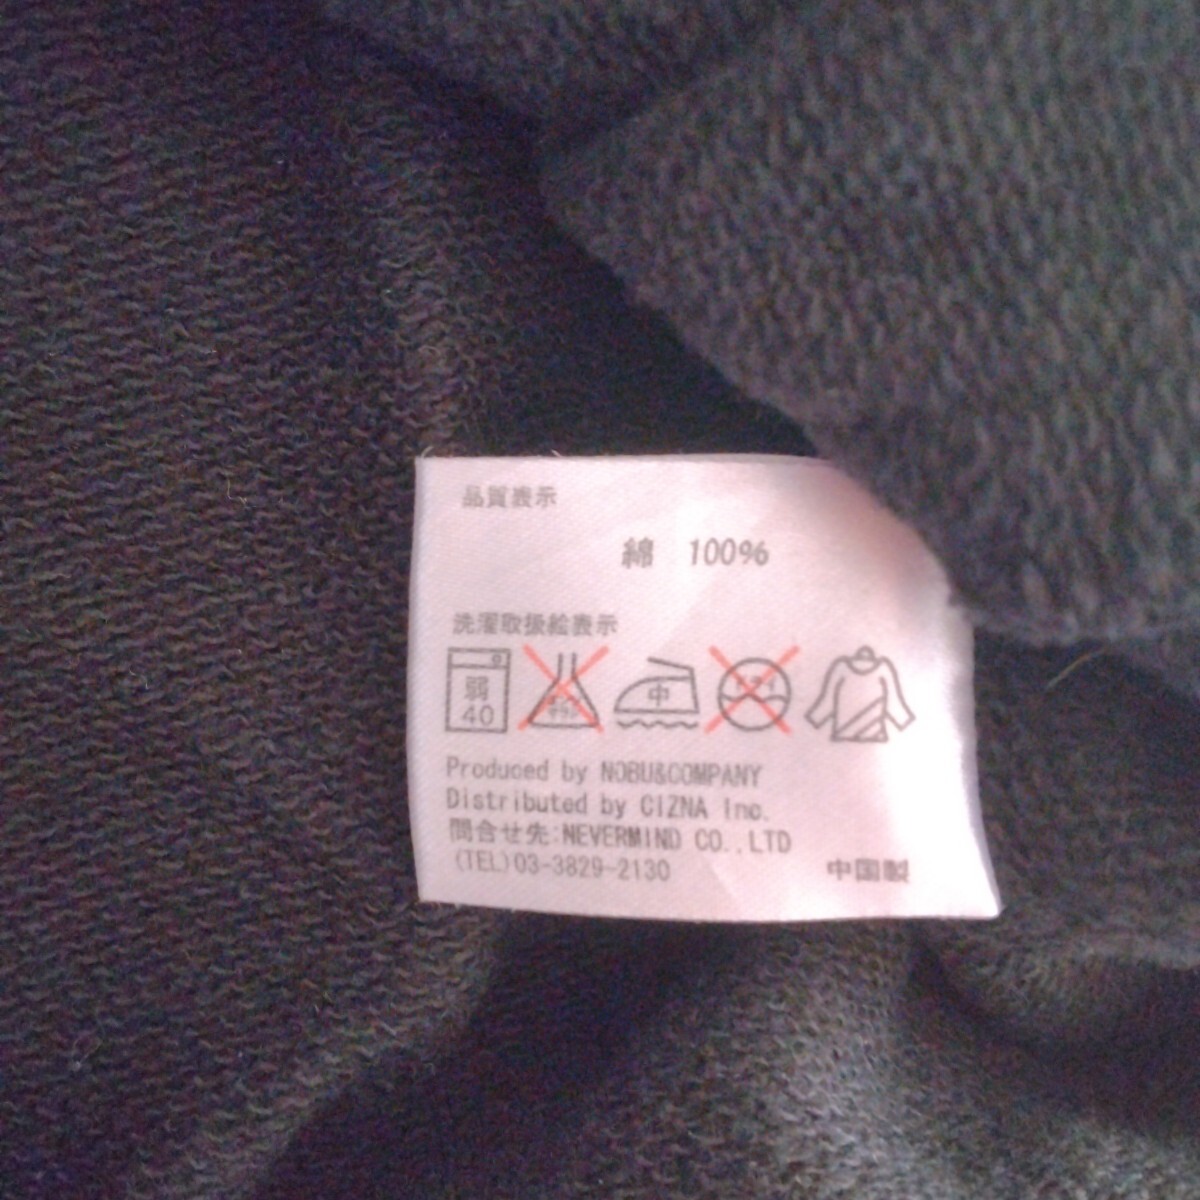 品質表示
綿 100%
洗濯取扱絵表示
弱 40 中
Produced by NOBU&COMPANY
Distributed by CIZNA Inc.
問合せ先:NEVERMIND CO.,LTD
(TEL)03-3829-2130 中国製